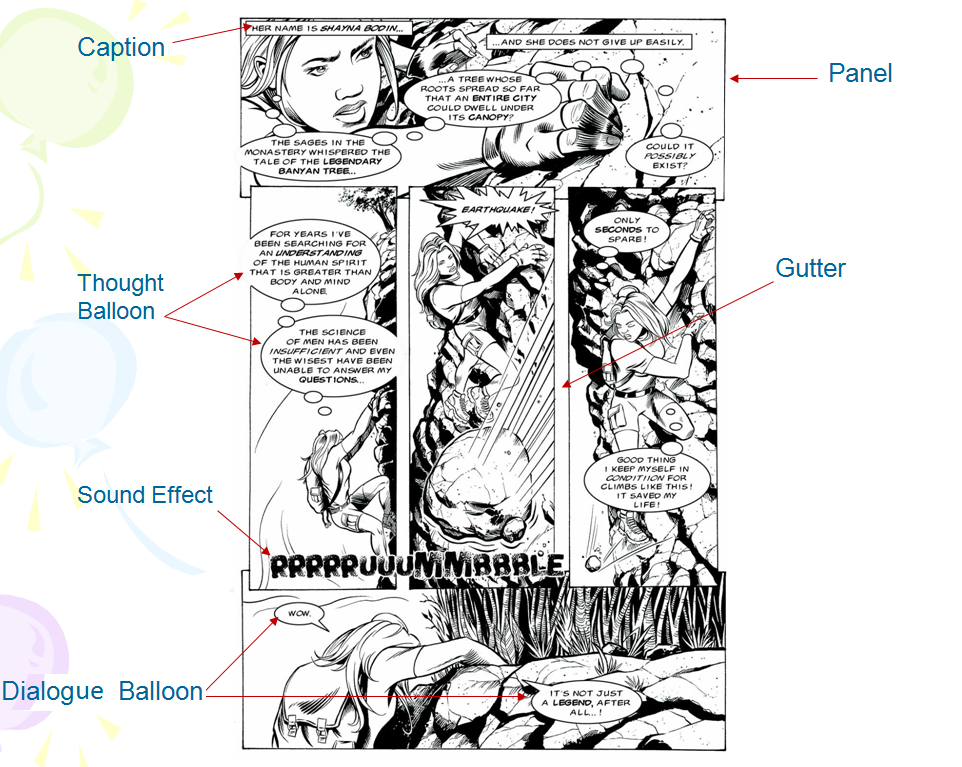 Caption
HER NAME IS SHAYNA BODIN...
...AND SHE DOES NOT GIVE UP EASILY.
Panel
THE SAGES IN THE
MONASTERY WHISPERED THE
TALE OF THE LEGENDARY
BANYAN TREE...
...A TREE WHOSE
ROOTS SPREAD SO FAR
THAT AN ENTIRE CITY
COULD DWELL UNDER
ITS CANOPY?
COULD IT
POSSIBLY
EXIST?
Thought
Balloon
FOR YEARS I'VE
BEEN SEARCHING FOR
AN UNDERSTANDING
OF THE HUMAN SPIRIT
THAT IS GREATER THAN
BODY AND MIND
ALONE.
THE SCIENCE
OF MEN HAS BEEN
INSUFFICIENT AND EVEN
THE WISEST HAVE BEEN
UNABLE TO ANSWER MY
QUESTIONS...
EARTHQUAKE!
ONLY
SECONDS TO
SPARE!
Gutter
GOOD THING
I KEEP MYSELF IN
CONDITIION FOR
CLIMBS LIKE THIS!
IT SAVED MY
LIFE!
Sound Effect
RRRRRUUUMMBBBLE
Dialogue Balloon
WOW.
IT'S NOT JUST
A LEGEND, AFTER
ALL...!